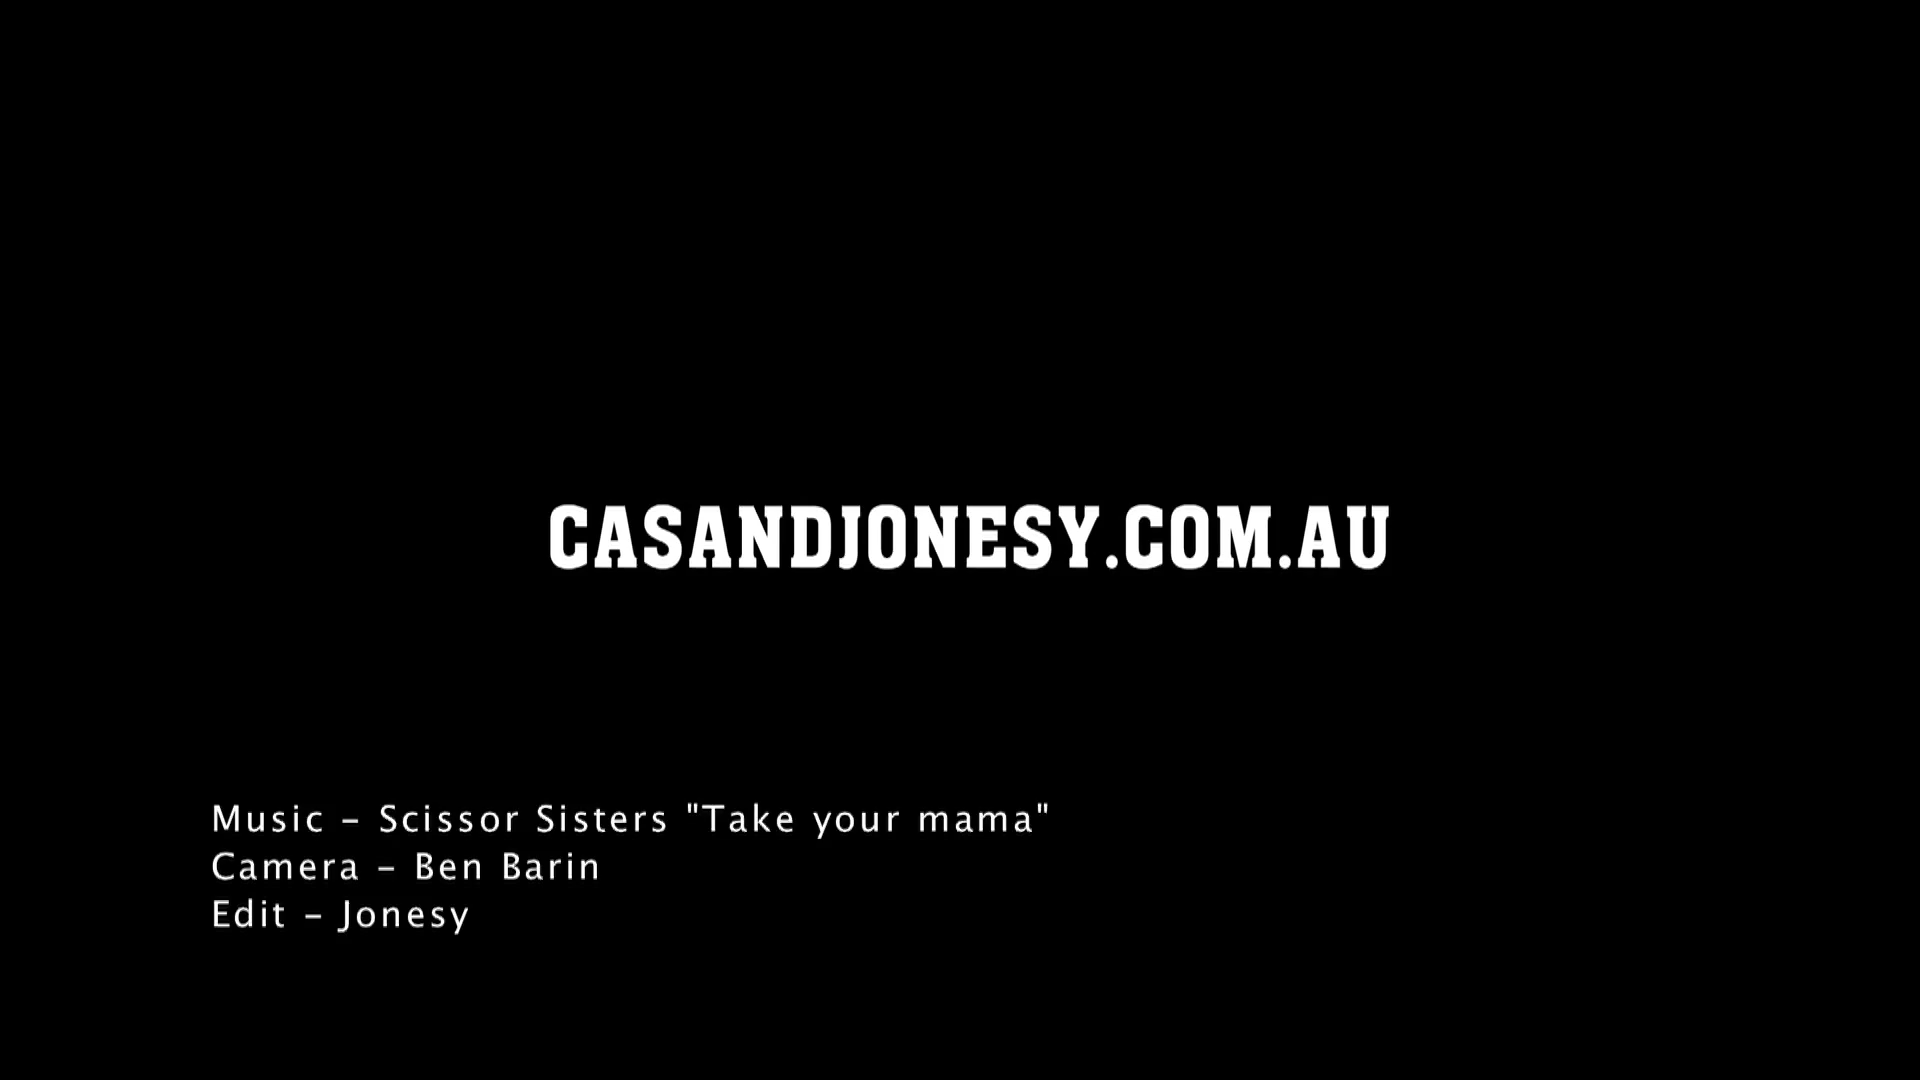 CASANDJONESY.COM.AU
Music – Scissor Sisters "Take your mama"
Camera – Ben Barin
Edit – Jonesy